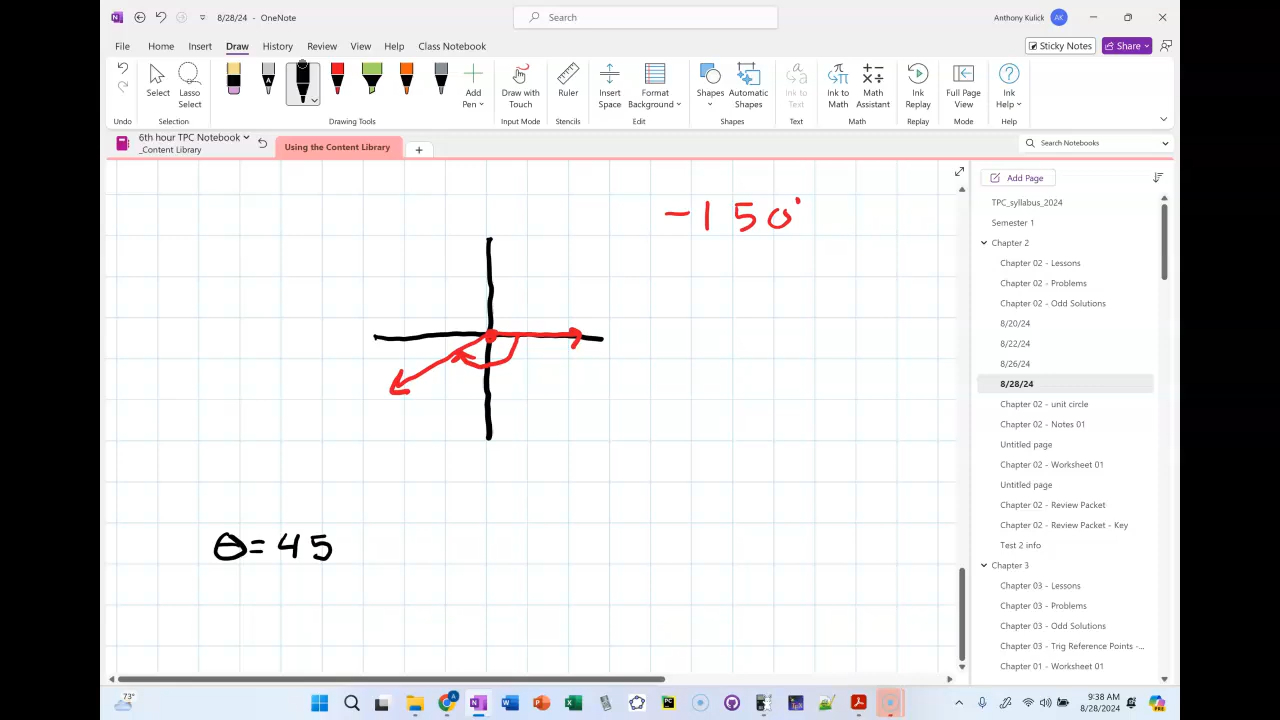 8/28/24 - OneNote
Search
Anthony Kulick AK
File Home Insert Draw History Review View Help Class Notebook
Sticky Notes Share
Select Lasso Select Add Pen Draw with Touch Ruler Insert Space Format Background Shapes Automatic Shapes Ink to Text Ink to Math Math Assistant Ink Replay Full Page View Ink Help
Undo Selection Drawing Tools Input Mode Stencils Edit Shapes Text Math Replay Mode Help
6th hour TPC Notebook
_Content Library
Using the Content Library
Search Notebooks
Add Page
TPC_syllabus_2024
Semester 1
Chapter 2
Chapter 02 - Lessons
Chapter 02 - Problems
Chapter 02 - Odd Solutions
8/20/24
8/22/24
8/26/24
8/28/24
Chapter 02 - unit circle
Chapter 02 - Notes 01
Untitled page
Chapter 02 - Worksheet 01
Untitled page
Chapter 02 - Review Packet
Chapter 02 - Review Packet - Key
Test 2 info
Chapter 3
Chapter 03 - Lessons
Chapter 03 - Problems
Chapter 03 - Odd Solutions
Chapter 03 - Trig Reference Points -...
Chapter 01 - Worksheet 01
-150°
θ=45
73°
9:38 AM
8/28/2024